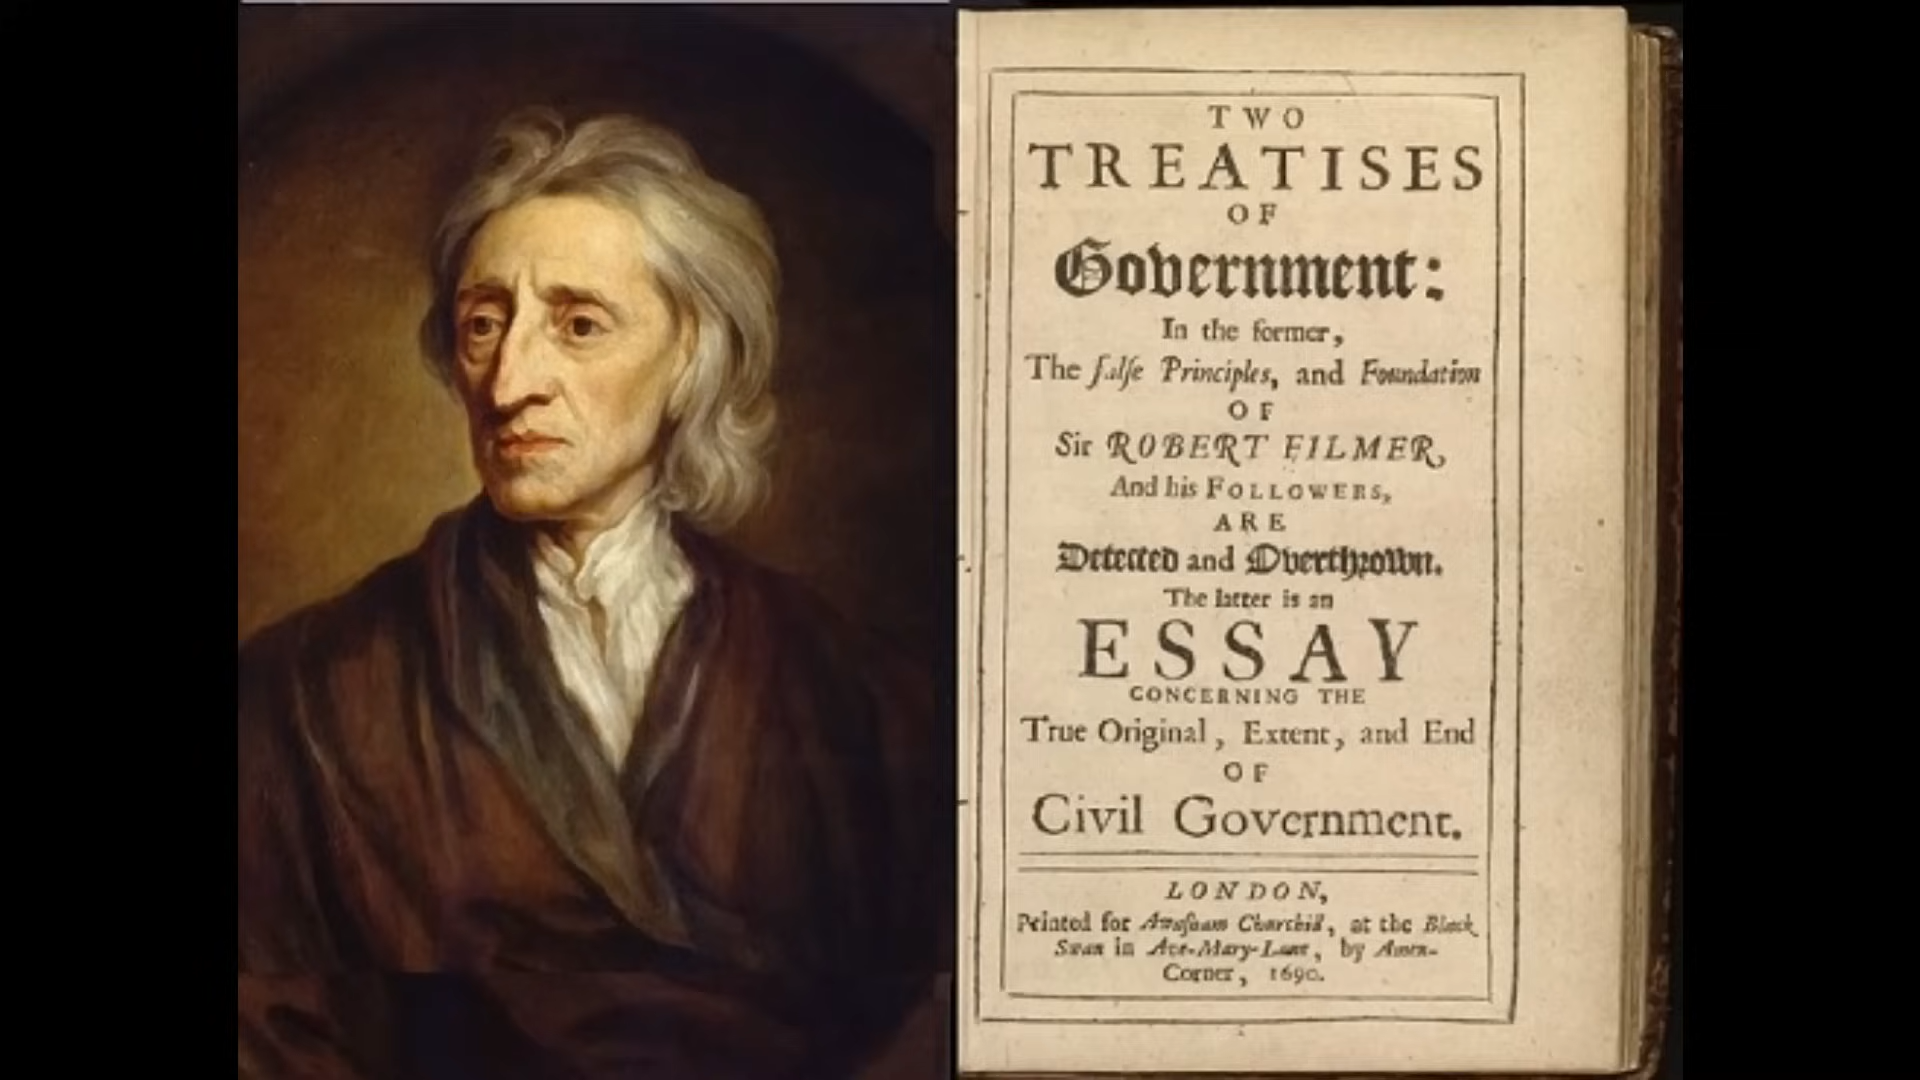 TWO
TREATISES
OF
Government:
In the former,
The ſalſe Principles, and Foundation
OF
Sir ROBERT FILMER,
And his FOLLOWERS,
ARE
Detected and Overthrown.
The latter is an
ESSAY
CONCERNING THE
True Original, Extent, and End
OF
Civil Government.
LONDON,
Printed for Awnſham Churchill, at the Black
Swan in Ave-Mary-Lane, by Amen-
Corner, 1690.